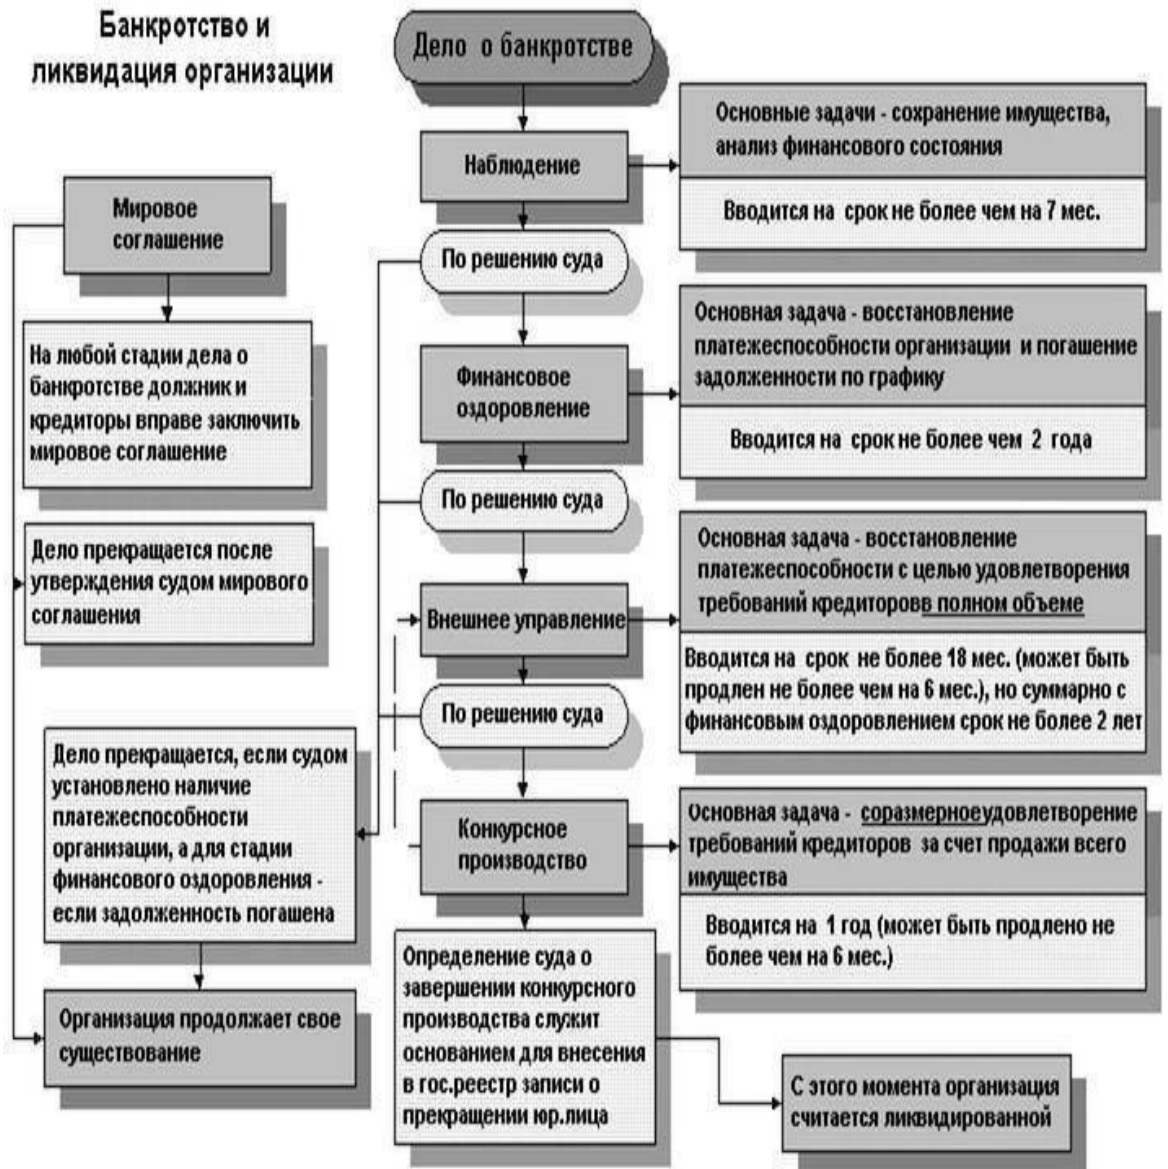 Банкротство и
ликвидация организации
Дело о банкротстве
Наблюдение
Основные задачи - сохранение имущества,
анализ финансового состояния
Вводится на срок не более чем на 7 мес.
Мировое
соглашение
По решению суда
На любой стадии дела о
банкротстве должник и
кредиторы вправе заключить
мировое соглашение
Финансовое
оздоровление
Основная задача - восстановление
платежеспособности организации и погашение
задолженности по графику
Вводится на срок не более чем 2 года
По решению суда
Дело прекращается после
утверждения судом мирового
соглашения
Внешнее управление
Основная задача - восстановление
платежеспособности с целью удовлетворения
требований кредиторовв полном объеме
Вводится на срок не более 18 мес. (может быть
продлен не более чем на 6 мес.), но суммарно с
финансовым оздоровлением срок не более 2 лет
По решению суда
Дело прекращается, если судом
установлено наличие
платежеспособности
организации, а для стадии
финансового оздоровления -
если задолженность погашена
Конкурсное
производство
Основная задача - соразмерноеудовлетворение
требований кредиторов за счет продажи всего
имущества
Вводится на 1 год (может быть продлено не
более чем на 6 мес.)
Определение суда о
завершении конкурсного
производства служит
основанием для внесения
в гос.реестр записи о
прекращении юр.лица
Организация продолжает свое
существование
С этого момента организация
считается ликвидированной